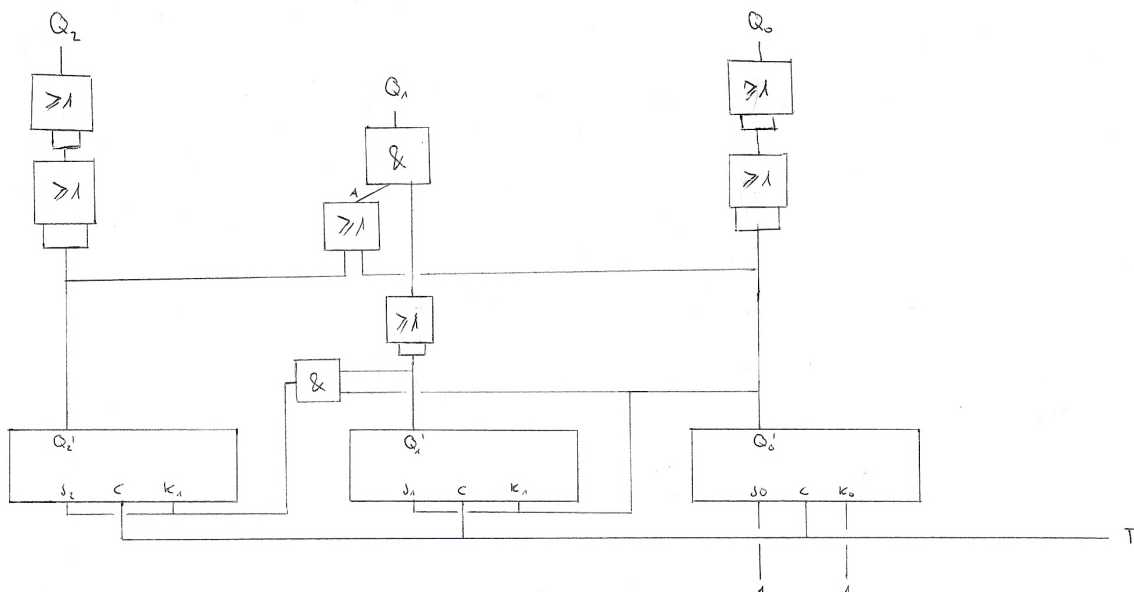 Q₂
Q₀
≥1
≥1
Q₁
&
≥1
≥1
A
≥1
≥1
&
Q₂'
Q₁'
Q₀'
J₂ C K₁
J₁ C K₁
J0 C K₀
T
1 1